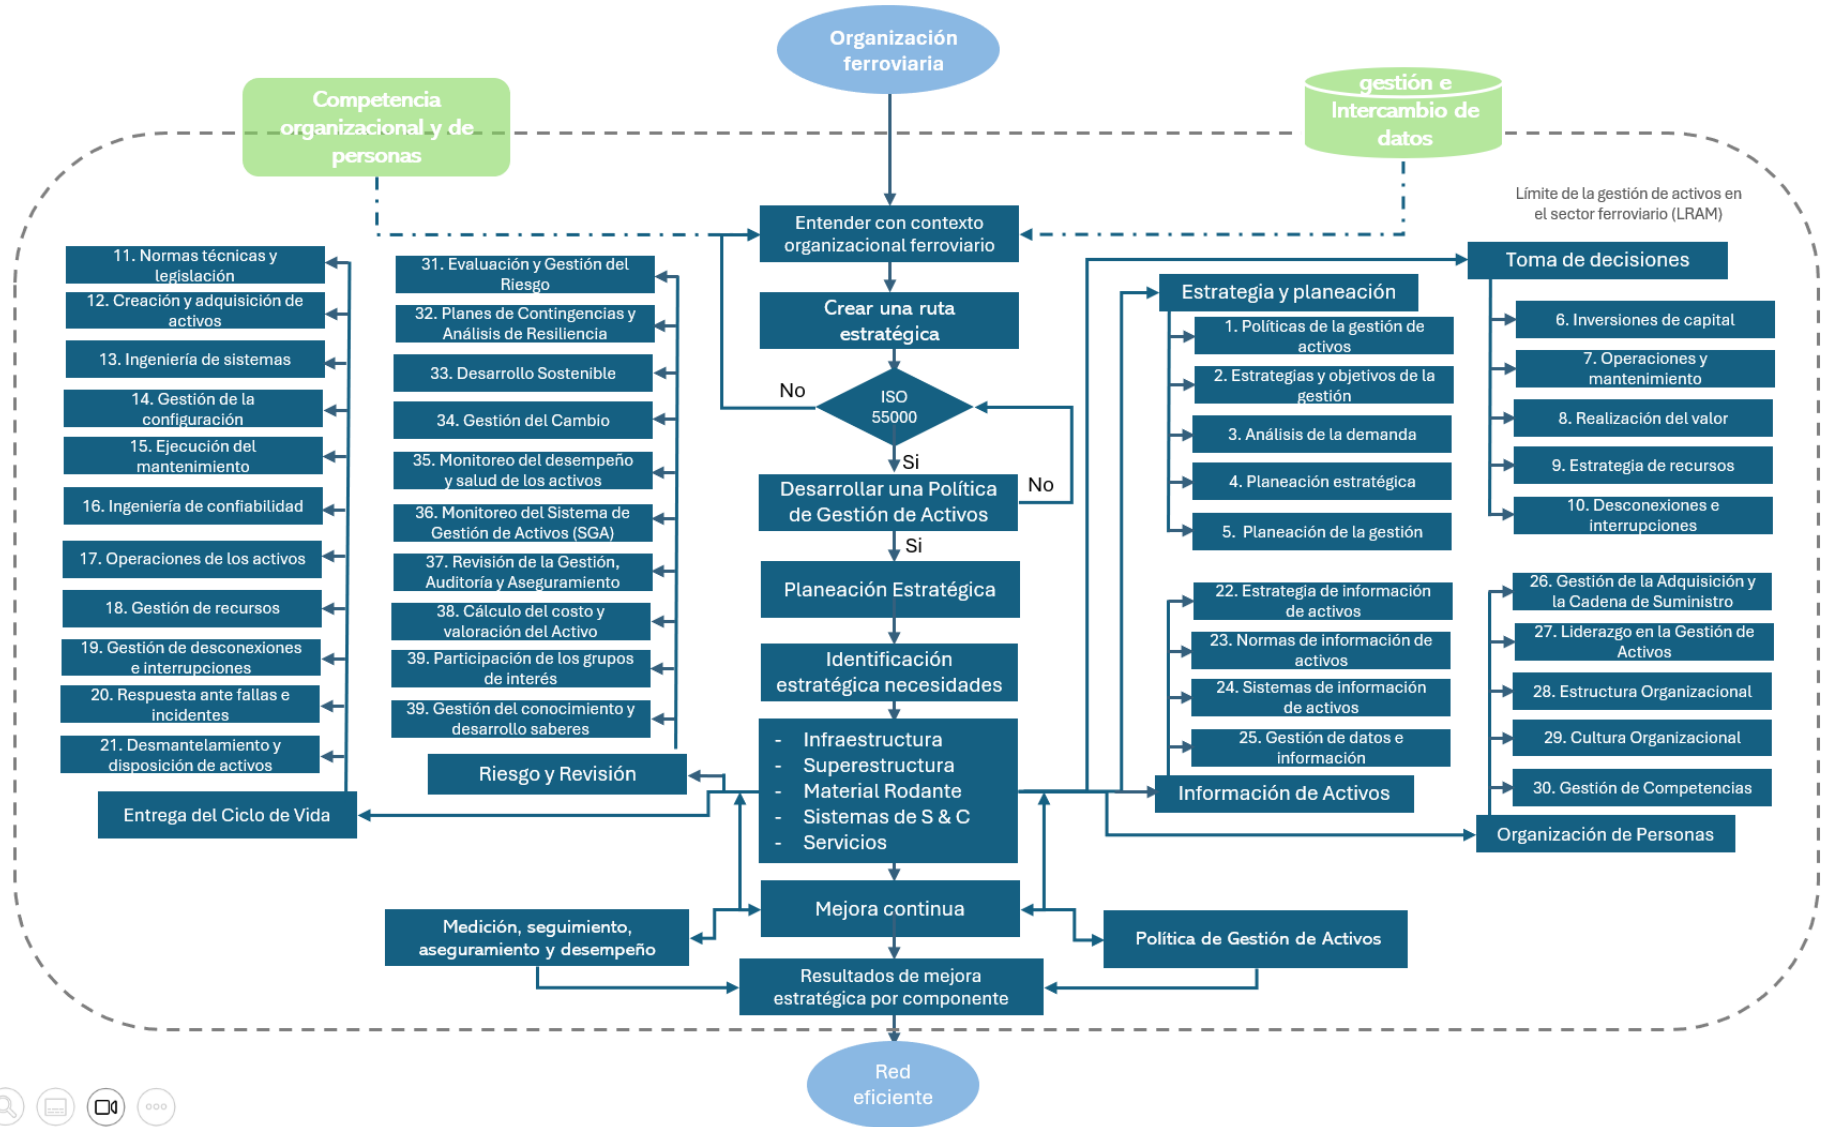 Organización
ferroviaria
Competencia
organizacional y de
personas
gestión e
Intercambio de
datos
Límite de la gestión de activos en
el sector ferroviario (LRAM)
Entender con contexto
organizacional ferroviario
Crear una ruta
estratégica
No
ISO
55000
Si
Desarrollar una Política
de Gestión de Activos
No
Si
Planeación Estratégica
Identificación
estratégica necesidades
- Infraestructura
- Superestructura
- Material Rodante
- Sistemas de S & C
- Servicios
Mejora continua
Resultados de mejora
estratégica por componente
Red
eficiente
11. Normas técnicas y
legislación
12. Creación y adquisición de
activos
13. Ingeniería de sistemas
14. Gestión de la
configuración
15. Ejecución del
mantenimiento
16. Ingeniería de confiabilidad
17. Operaciones de los activos
18. Gestión de recursos
19. Gestión de desconexiones
e interrupciones
20. Respuesta ante fallas e
incidentes
21. Desmantelamiento y
disposición de activos
Entrega del Ciclo de Vida
31. Evaluación y Gestión del
Riesgo
32. Planes de Contingencias y
Análisis de Resiliencia
33. Desarrollo Sostenible
34. Gestión del Cambio
35. Monitoreo del desempeño
y salud de los activos
36. Monitoreo del Sistema de
Gestión de Activos (SGA)
37. Revisión de la Gestión,
Auditoría y Aseguramiento
38. Cálculo del costo y
valoración del Activo
39. Participación de los grupos
de interés
39. Gestión del conocimiento y
desarrollo saberes
Riesgo y Revisión
Estrategia y planeación
1. Políticas de la gestión de
activos
2. Estrategias y objetivos de la
gestión
3. Análisis de la demanda
4. Planeación estratégica
5. Planeación de la gestión
22. Estrategia de información
de activos
23. Normas de información de
activos
24. Sistemas de información
de activos
25. Gestión de datos e
información
Información de Activos
Toma de decisiones
6. Inversiones de capital
7. Operaciones y
mantenimiento
8. Realización del valor
9. Estrategia de recursos
10. Desconexiones e
interrupciones
26. Gestión de la Adquisición y
la Cadena de Suministro
27. Liderazgo en la Gestión de
Activos
28. Estructura Organizacional
29. Cultura Organizacional
30. Gestión de Competencias
Organización de Personas
Medición, seguimiento,
aseguramiento y desempeño
Política de Gestión de Activos